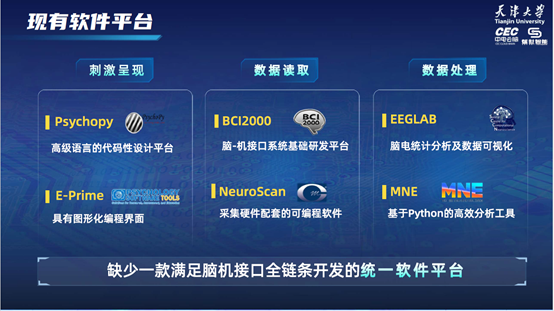 现有软件平台
天津大学
Tianjin University
CEC
中电云脑
刺激呈现
数据读取
数据处理
Psychopy
高级语言的代码性设计平台
E-Prime
TOOLS
具有图形化编程界面
BCI2000
BCI
2000
脑-机接口系统基础研发平台
NeuroScan
采集硬件配套的可编程软件
EEGLAB
脑电统计分析及数据可视化
MNE
MNE
基于Python的高效分析工具
缺少一款满足脑机接口全链条开发的统一软件平台